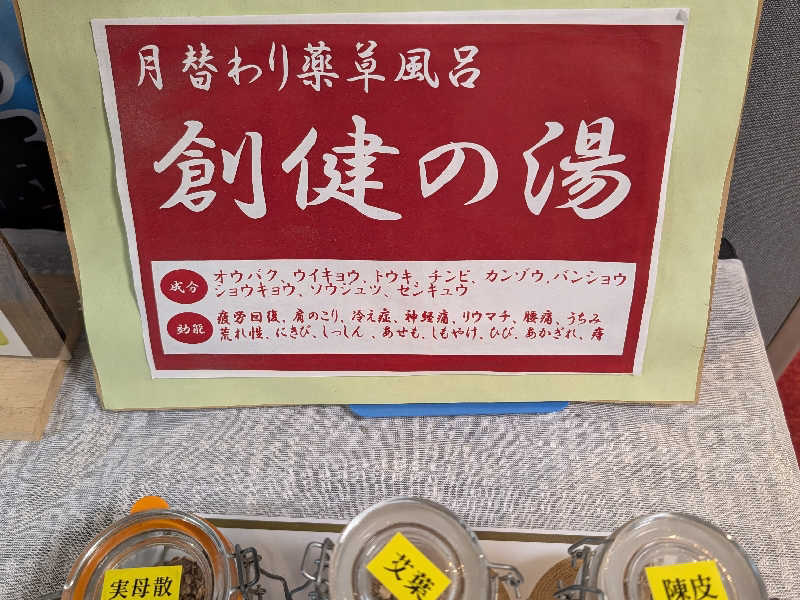 月替わり薬草風呂
創健の湯
成分
オウバク、ウイキョウ、トウキ、チンピ、カンゾウ、バンショウ
ショウキョウ、ソウジュツ、センキュウ
効能
疲労回復、肩のこり、冷え症、神経痛、リウマチ、腰痛、うちみ
荒れ性、にきび、しっしん、あせも、しもやけ、ひび、あかぎれ、痔
実母散
艾葉
陳皮